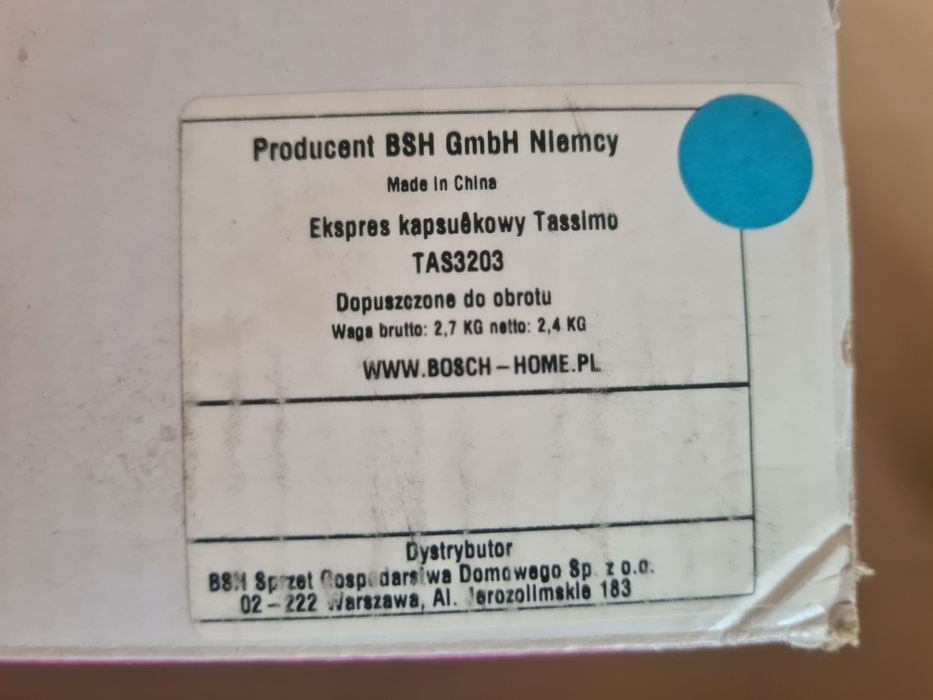 Producent BSH GmbH Niemcy
Made in China
Ekspres kapsuêkowy Tassimo
TAS3203
Dopuszczone do obrotu
Waga brutto: 2,7 KG netto: 2,4 KG
WWW.BOSCH-HOME.PL
Dystrybutor
BSH Sprzet Gospodarstwa Domowego Sp. z o.o.
02-222 Warszawa, Al. Jerozolimskie 183